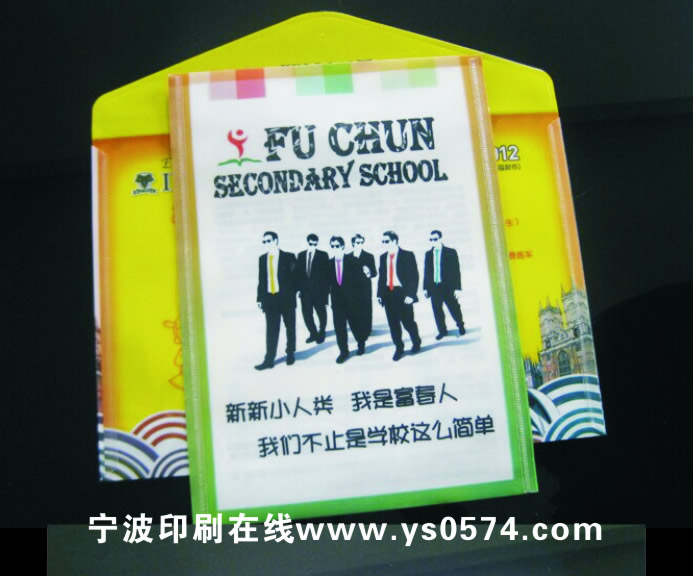 FU CHUN
SECONDARY SCHOOL
012
新新小人类 我是富春人
我们不止是学校这么简单
宁波印刷在线www.ys0574.com